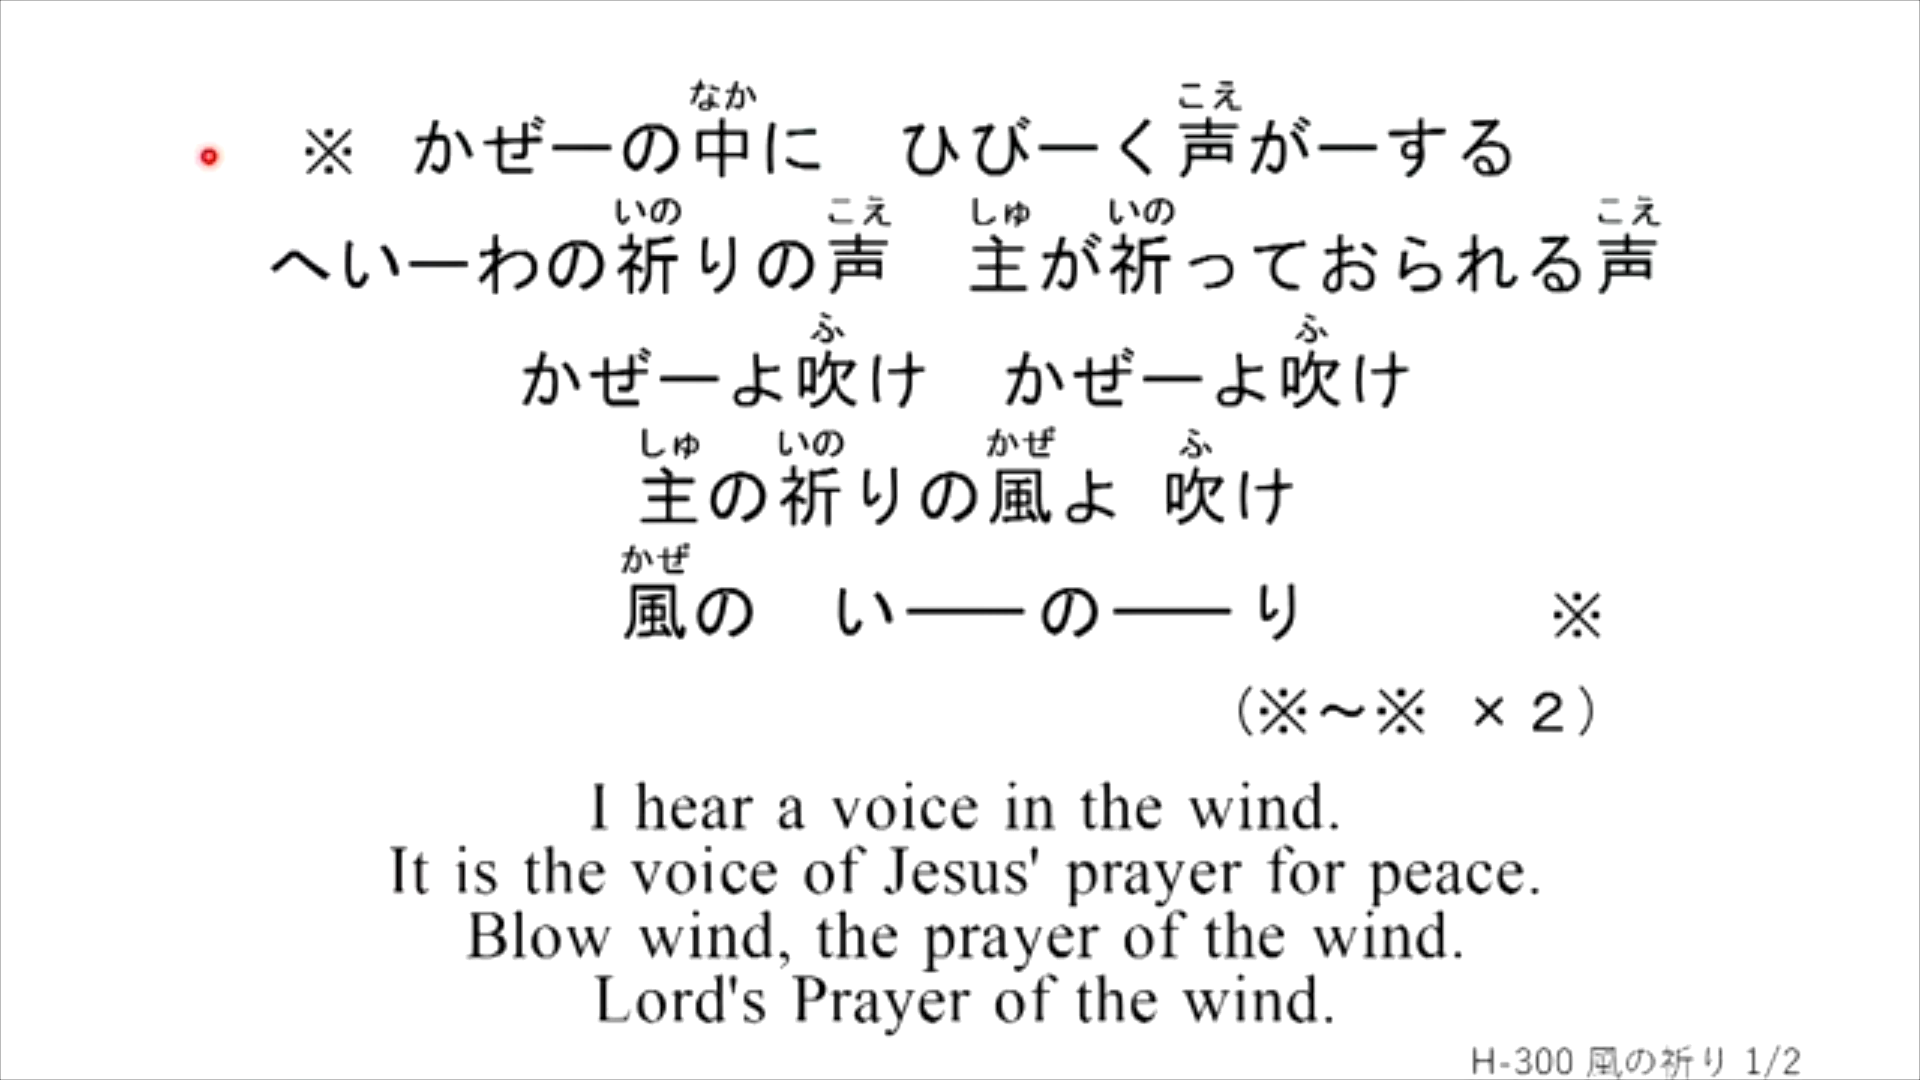 なか こえ
※ かぜーの中に ひびーく声がーする
いの こえ しゅ いの こえ
へいーわの祈りの声 主が祈っておられる声
ふ ふ
かぜーよ吹け かぜーよ吹け
しゅ いの かぜ ふ
主の祈りの風よ 吹け
かぜ
風の い――の――り ※
（※～※ ×２）
I hear a voice in the wind.
It is the voice of Jesus' prayer for peace.
Blow wind, the prayer of the wind.
Lord's Prayer of the wind.
H-300 風の祈り 1/2